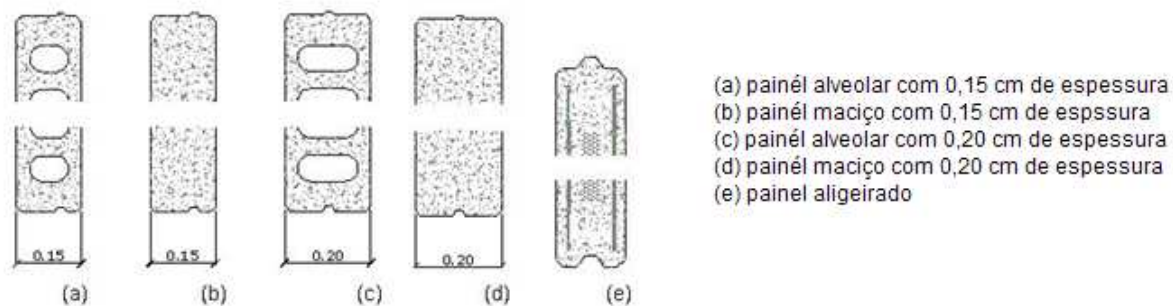 (a) painél alveolar com 0,15 cm de espessura
(b) painél maciço com 0,15 cm de espssura
(c) painél alveolar com 0,20 cm de espessura
(d) painél maciço com 0,20 cm de espessura
(e) painel aligeirado
0.15 0.15 0.20 0.20
(a) (b) (c) (d) (e)